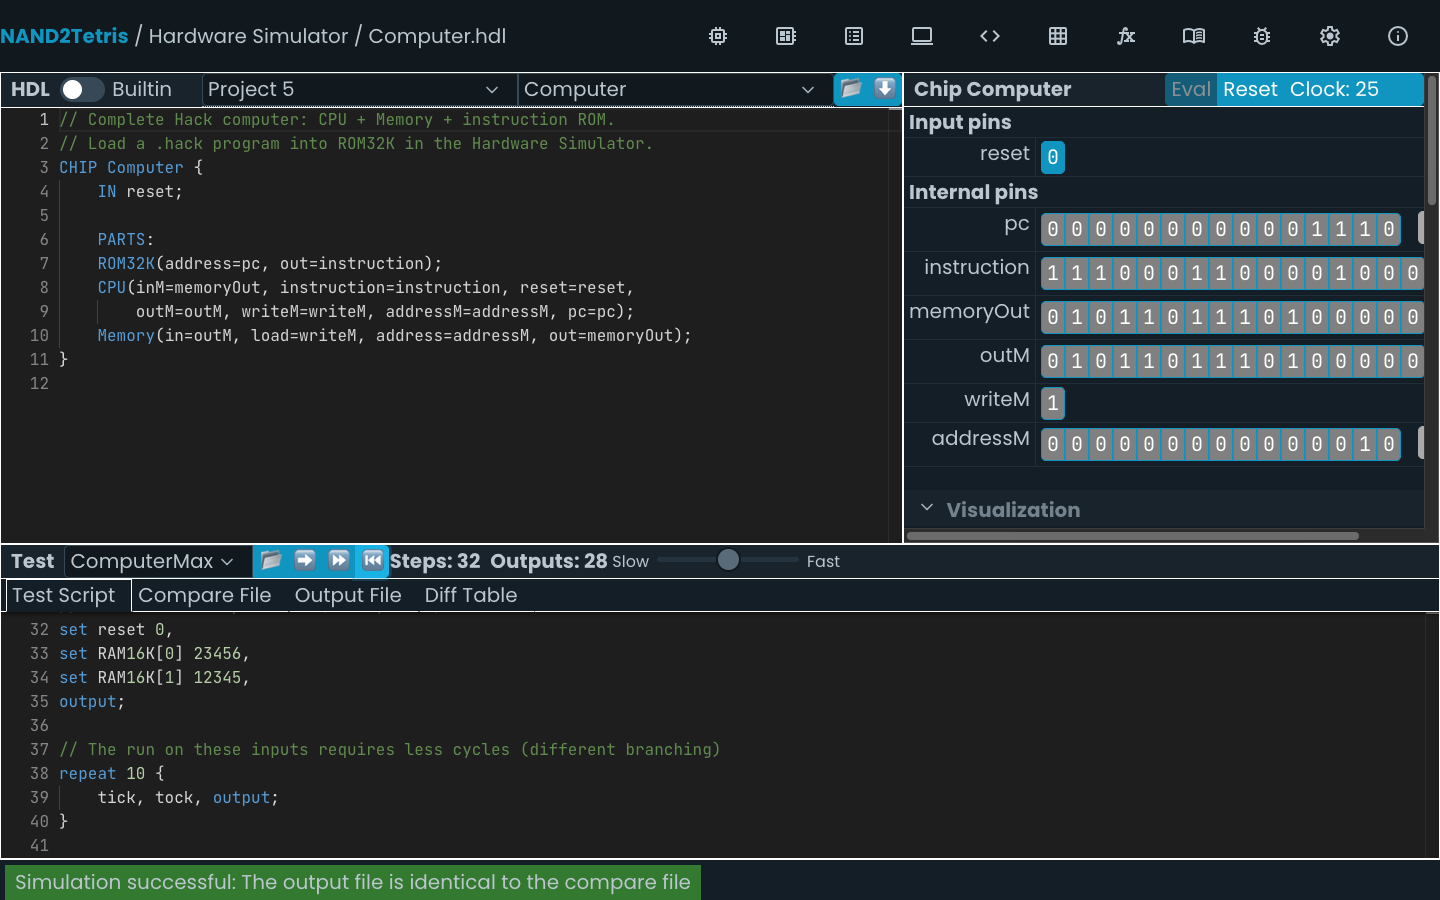 NAND2Tetris / Hardware Simulator / Computer.hdl
HDL Builtin Project 5 Computer
1 // Complete Hack computer: CPU + Memory + instruction ROM.
2 // Load a .hack program into ROM32K in the Hardware Simulator.
3 CHIP Computer {
4 IN reset;
5
6 PARTS:
7 ROM32K(address=pc, out=instruction);
8 CPU(inM=memoryOut, instruction=instruction, reset=reset,
9 outM=outM, writeM=writeM, addressM=addressM, pc=pc);
10 Memory(in=outM, load=writeM, address=addressM, out=memoryOut);
11 }
12
Chip Computer Eval Reset Clock: 25
Input pins
reset 0
Internal pins
pc 0 0 0 0 0 0 0 0 0 0 0 1 1 1 0
instruction 1 1 1 0 0 0 1 1 0 0 0 0 1 0 0 0
memoryOut 0 1 0 1 1 0 1 1 1 0 1 0 0 0 0 0
outM 0 1 0 1 1 0 1 1 1 0 1 0 0 0 0 0
writeM 1
addressM 0 0 0 0 0 0 0 0 0 0 0 0 0 1 0
Visualization
Test ComputerMax Steps: 32 Outputs: 28 Slow Fast
Test Script Compare File Output File Diff Table
32 set reset 0,
33 set RAM16K[0] 23456,
34 set RAM16K[1] 12345,
35 output;
36
37 // The run on these inputs requires less cycles (different branching)
38 repeat 10 {
39 tick, tock, output;
40 }
41
Simulation successful: The output file is identical to the compare file